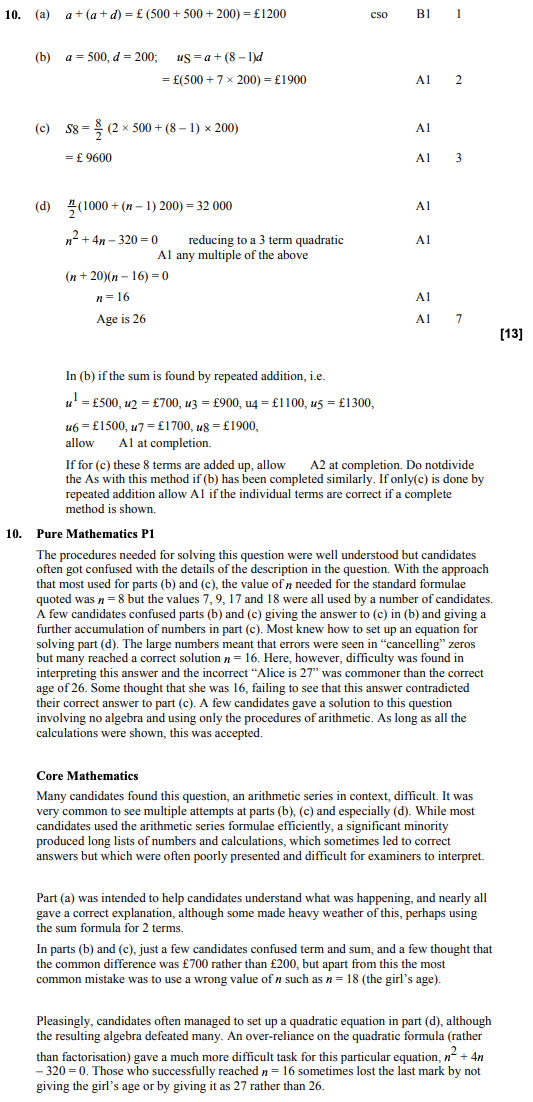 10. (a) a + (a + d) = £ (500 + 500 + 200) = £1200 cso B1 1
(b) a = 500, d = 200; u8 = a + (8 – 1)d
= £(500 + 7 × 200) = £1900 A1 2
(c) S8 = 8/2 (2 × 500 + (8 – 1) × 200) A1
= £ 9600 A1 3
(d) n/2 (1000 + (n – 1) 200) = 32 000 A1
n² + 4n – 320 = 0 reducing to a 3 term quadratic A1
A1 any multiple of the above
(n + 20)(n – 16) = 0
n = 16 A1
Age is 26 A1 7
[13]
In (b) if the sum is found by repeated addition, i.e.
u¹ = £500, u2 = £700, u3 = £900, u4 = £1100, u5 = £1300,
u6 = £1500, u7 = £1700, u8 = £1900,
allow A1 at completion.
If for (c) these 8 terms are added up, allow A2 at completion. Do notdivide
the As with this method if (b) has been completed similarly. If only(c) is done by
repeated addition allow A1 if the individual terms are correct if a complete
method is shown.
10. Pure Mathematics P1
The procedures needed for solving this question were well understood but candidates
often got confused with the details of the description in the question. With the approach
that most used for parts (b) and (c), the value of n needed for the standard formulae
quoted was n = 8 but the values 7, 9, 17 and 18 were all used by a number of candidates.
A few candidates confused parts (b) and (c) giving the answer to (c) in (b) and giving a
further accumulation of numbers in part (c). Most knew how to set up an equation for
solving part (d). The large numbers meant that errors were seen in “cancelling” zeros
but many reached a correct solution n = 16. Here, however, difficulty was found in
interpreting this answer and the incorrect “Alice is 27” was commoner than the correct
age of 26. Some thought that she was 16, failing to see that this answer contradicted
their correct answer to part (c). A few candidates gave a solution to this question
involving no algebra and using only the procedures of arithmetic. As long as all the
calculations were shown, this was accepted.
Core Mathematics
Many candidates found this question, an arithmetic series in context, difficult. It was
very common to see multiple attempts at parts (b), (c) and especially (d). While most
candidates used the arithmetic series formulae efficiently, a significant minority
produced long lists of numbers and calculations, which sometimes led to correct
answers but which were often poorly presented and difficult for examiners to interpret.
Part (a) was intended to help candidates understand what was happening, and nearly all
gave a correct explanation, although some made heavy weather of this, perhaps using
the sum formula for 2 terms.
In parts (b) and (c), just a few candidates confused term and sum, and a few thought that
the common difference was £700 rather than £200, but apart from this the most
common mistake was to use a wrong value of n such as n = 18 (the girl’s age).
Pleasingly, candidates often managed to set up a quadratic equation in part (d), although
the resulting algebra defeated many. An over-reliance on the quadratic formula (rather
than factorisation) gave a much more difficult task for this particular equation, n² + 4n
– 320 = 0. Those who successfully reached n = 16 sometimes lost the last mark by not
giving the girl’s age or by giving it as 27 rather than 26.